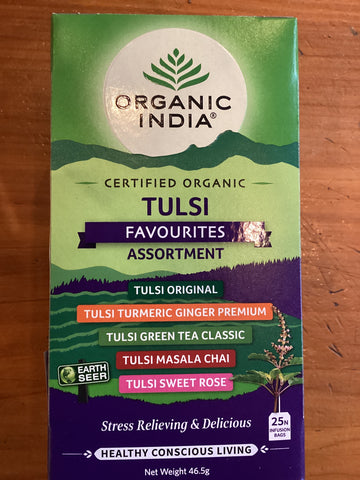 ORGANIC
INDIA®
CERTIFIED ORGANIC
TULSI
FAVOURITES
ASSORTMENT
TULSI ORIGINAL
TULSI TURMERIC GINGER PREMIUM
TULSI GREEN TEA CLASSIC
TULSI MASALA CHAI
TULSI SWEET ROSE
EARTH
SEER
Stress Relieving & Delicious
25N
INFUSION
BAGS
HEALTHY CONSCIOUS LIVING
Net Weight 46.5g